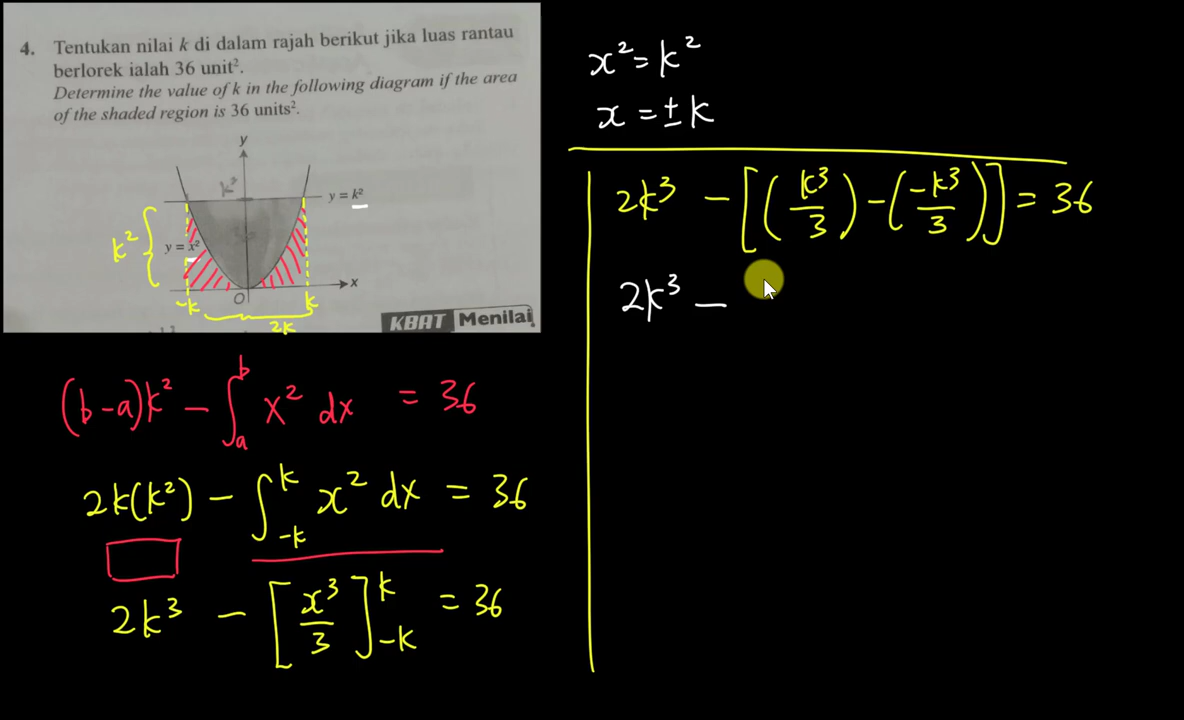 4. Tentukan nilai k di dalam rajah berikut jika luas rantau
berlorek ialah 36 unit².
Determine the value of k in the following diagram if the area
of the shaded region is 36 units².
y
k²
y = k²
k²
y = x²
x
-k O k
2k
KBAT Menilai
(b-a)k² - ∫ₐᵇ x² dx = 36
2k(k²) - ∫₋ₖᵏ x² dx = 36
2k³ - [x³/3]₋ₖᵏ = 36
x² = k²
x = ± k
2k³ - [(k³/3) - (-k³/3)] = 36
2k³ -